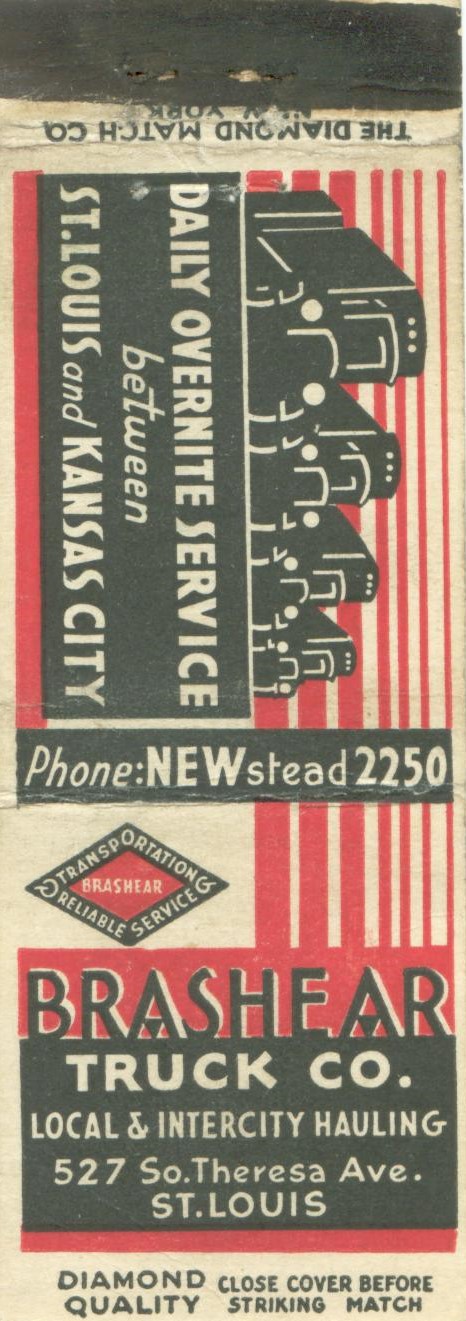 THE DIAMOND MATCH CO.
NEW YORK
DAILY OVERNITE SERVICE
between
ST. LOUIS and KANSAS CITY
Phone: NEWstead 2250
TRANSPORTATION &
BRASHEAR
RELIABLE SERVICE
BRASHEAR
TRUCK CO.
LOCAL & INTERCITY HAULING
527 So. Theresa Ave.
ST. LOUIS
DIAMOND QUALITY
CLOSE COVER BEFORE
STRIKING MATCH